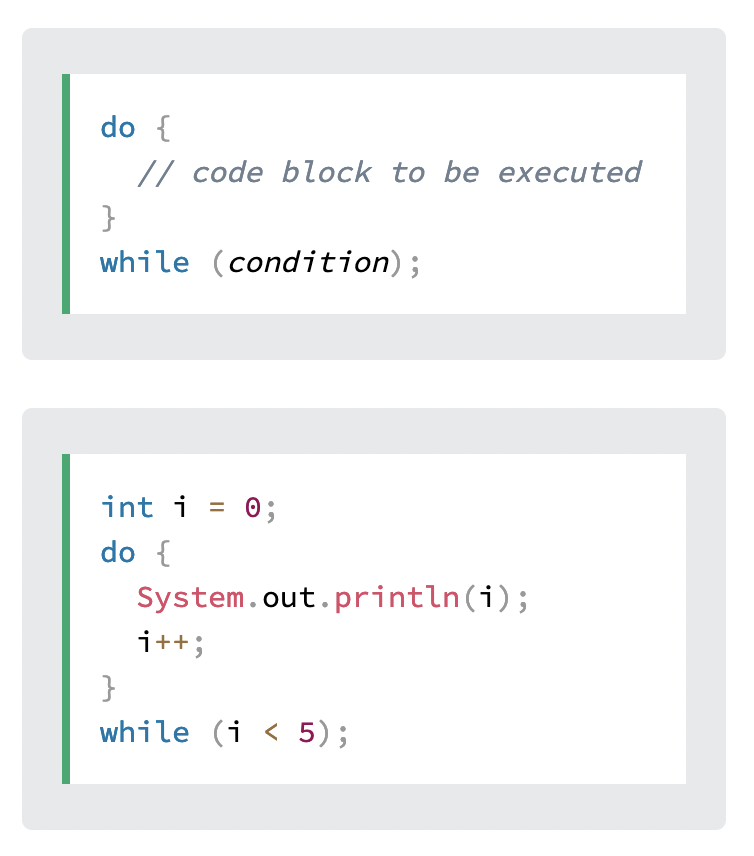 do {
  // code block to be executed
}
while (condition);
int i = 0;
do {
  System.out.println(i);
  i++;
}
while (i < 5);